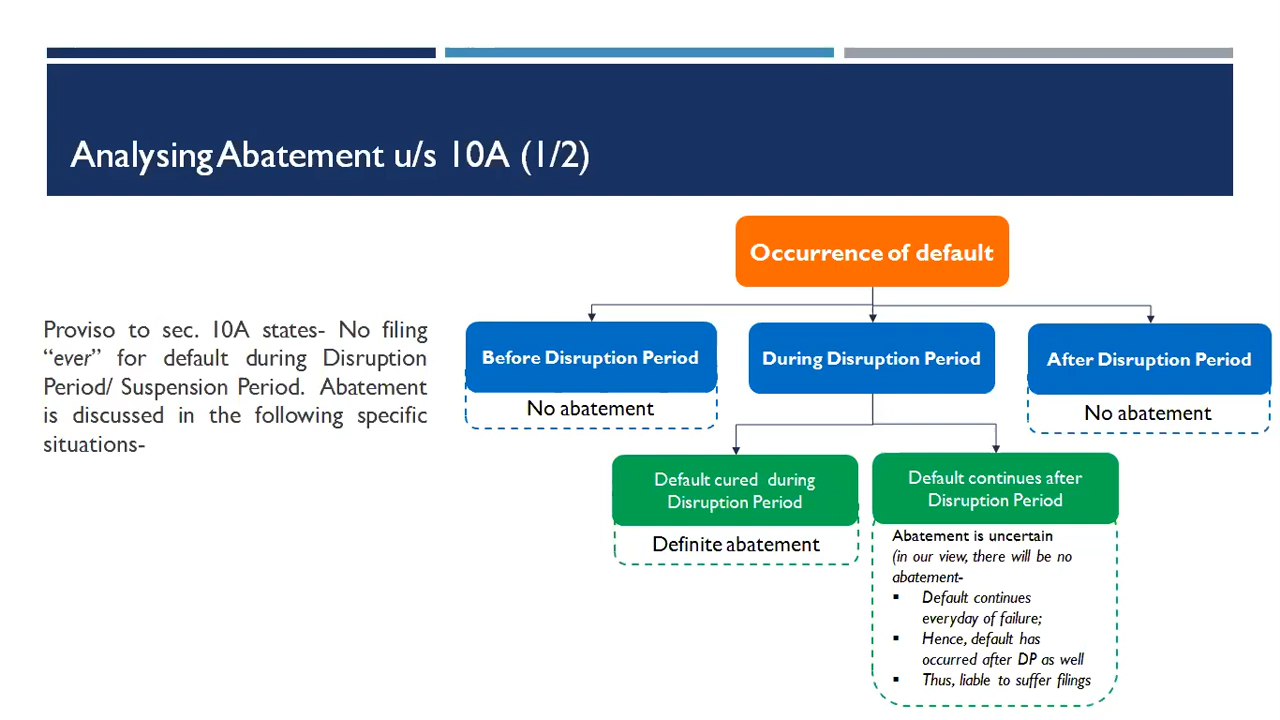 Analysing Abatement u/s 10A (1/2)
Proviso to sec. 10A states- No filing
“ever” for default during Disruption
Period/ Suspension Period. Abatement
is discussed in the following specific
situations-
Occurrence of default
Before Disruption Period
No abatement
During Disruption Period
After Disruption Period
No abatement
Default cured during
Disruption Period
Definite abatement
Default continues after
Disruption Period
Abatement is uncertain
(in our view, there will be no
abatement-
▪ Default continues
everyday of failure;
▪ Hence, default has
occurred after DP as well
▪ Thus, liable to suffer filings